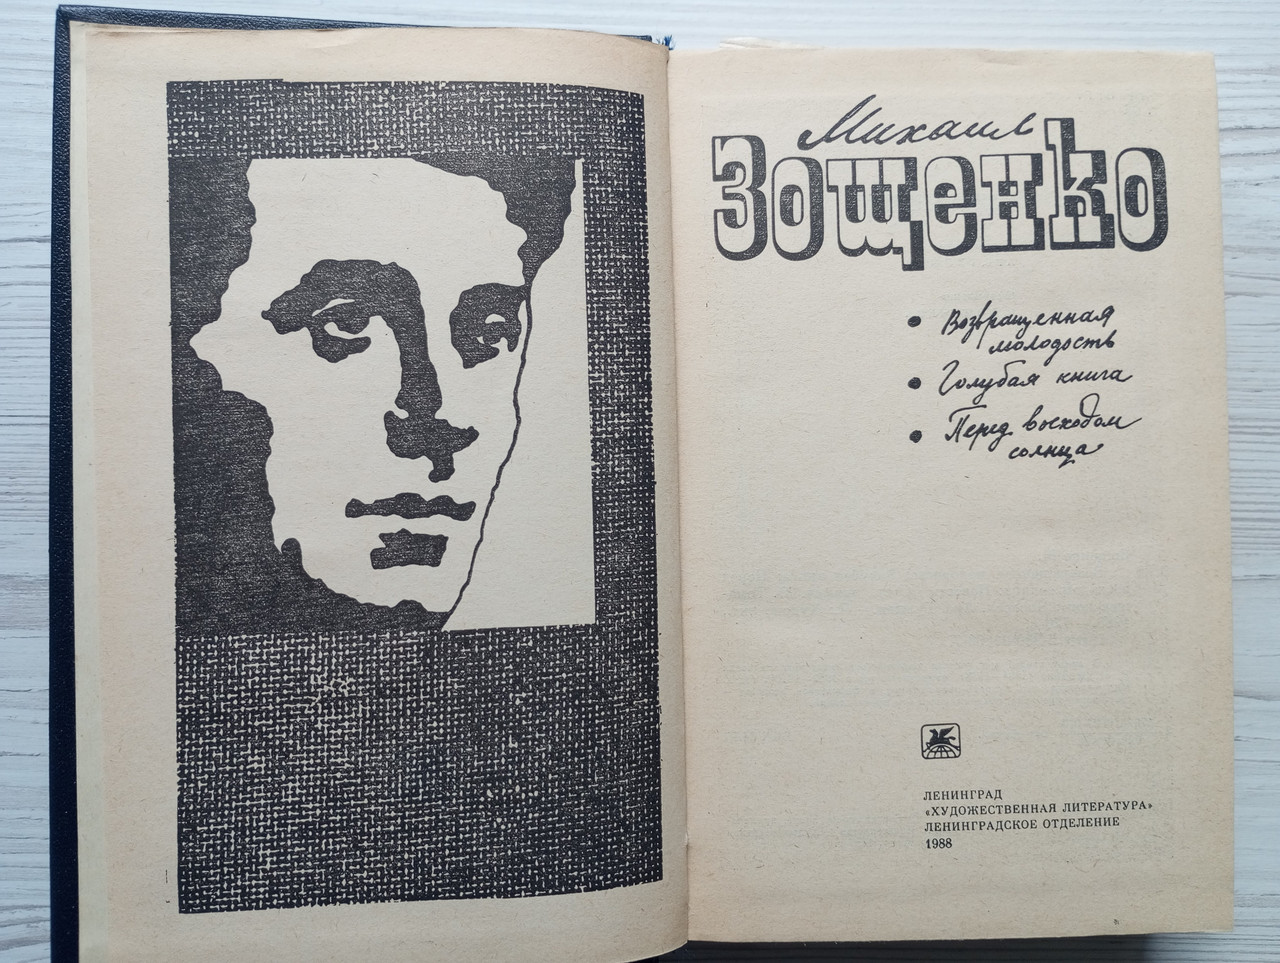 Михаил
Зощенко
• Возвращенная
молодость
• Голубая книга
• Перед восходом
солнца
ЛЕНИНГРАД
«ХУДОЖЕСТВЕННАЯ ЛИТЕРАТУРА»
ЛЕНИНГРАДСКОЕ ОТДЕЛЕНИЕ
1988